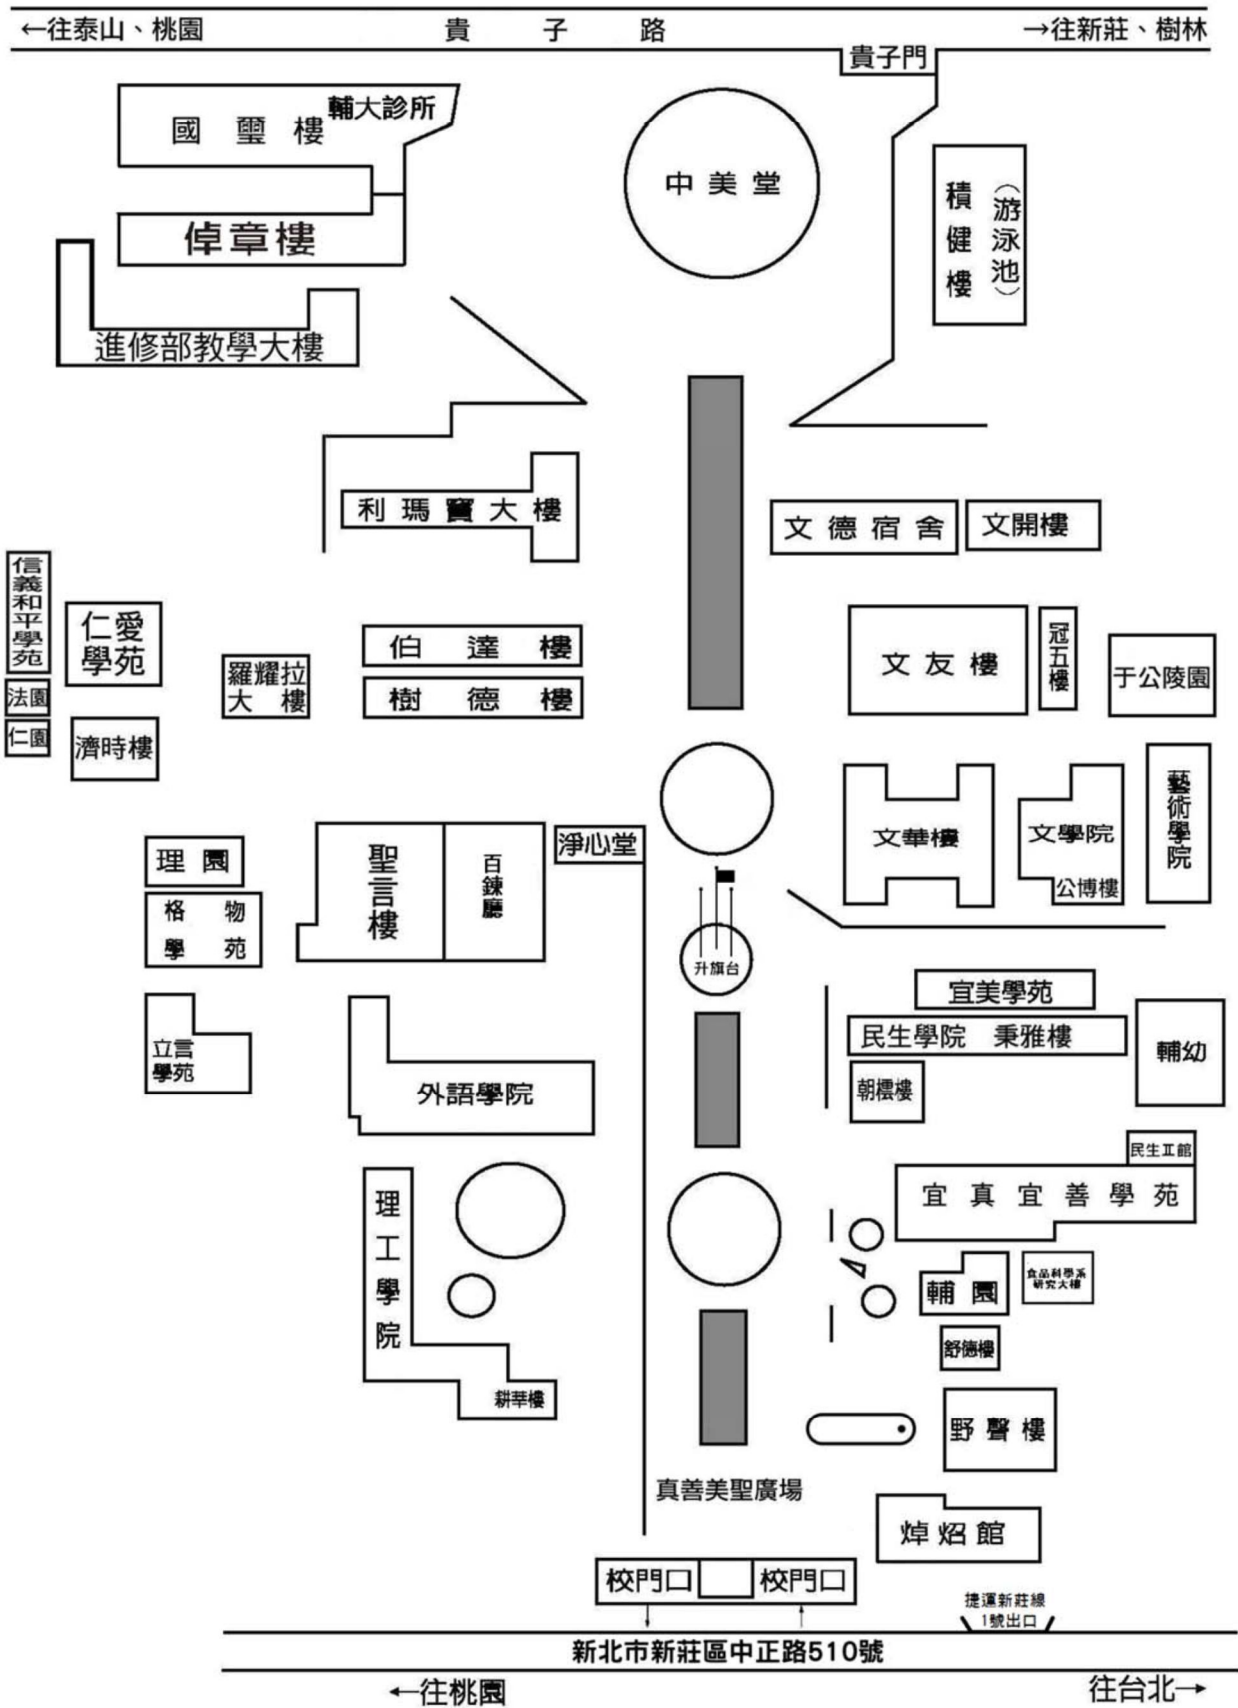 ←往泰山、桃園
貴子路
→往新莊、樹林
貴子門
輔大診所
國璽樓
中美堂
積健樓
（游泳池）
倬章樓
進修部教學大樓
利瑪竇大樓
文德宿舍
文開樓
信義和平學苑
仁愛
學苑
羅耀拉
大樓
伯達樓
樹德樓
文友樓
冠五樓
于公陵園
法園
仁園
濟時樓
藝術學院
文華樓
文學院
公博樓
理園
格物
學苑
聖言樓
百鍊廳
淨心堂
升旗台
宜美學苑
民生學院 秉雅樓
朝橒樓
輔幼
立言
學苑
外語學院
民生工館
宜真宜善學苑
理工學院
耕莘樓
輔園
食品科學系
研究大樓
舒德樓
野聲樓
真善美聖廣場
焯炤館
校門口
校門口
捷運新莊線
1號出口
新北市新莊區中正路510號
←往桃園
往台北→